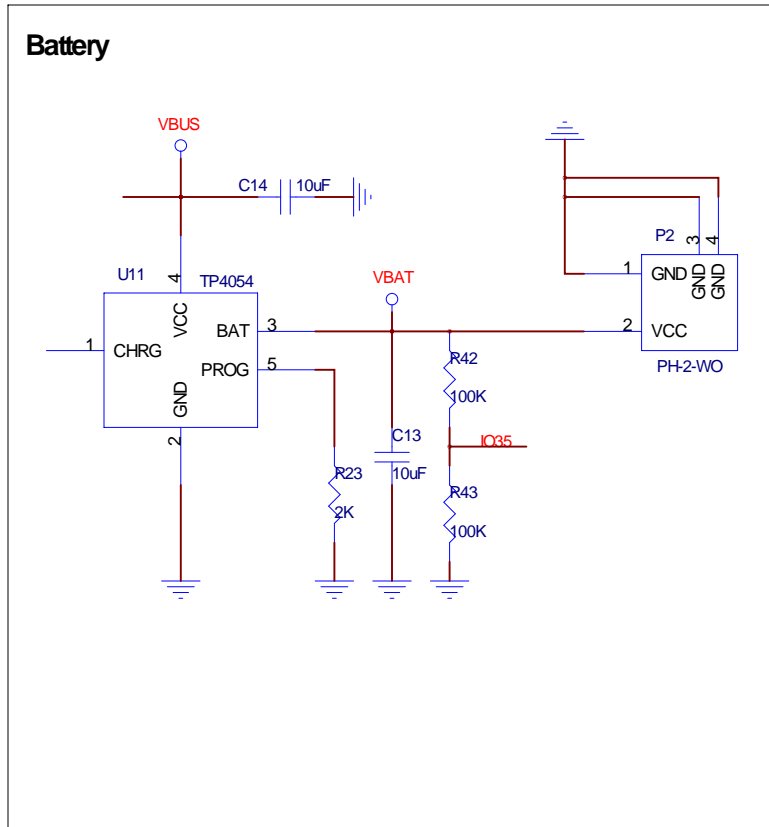 Battery
VBUS
C14 10uF
P2
3
4
U11
4
TP4054
VBAT
1 GND
GND
GND
VCC
BAT 3
2 VCC
1 CHRG
PROG 5
PH-2-WO
R42
100K
GND
2
C13
10uF
IO35
R23
2K
R43
100K